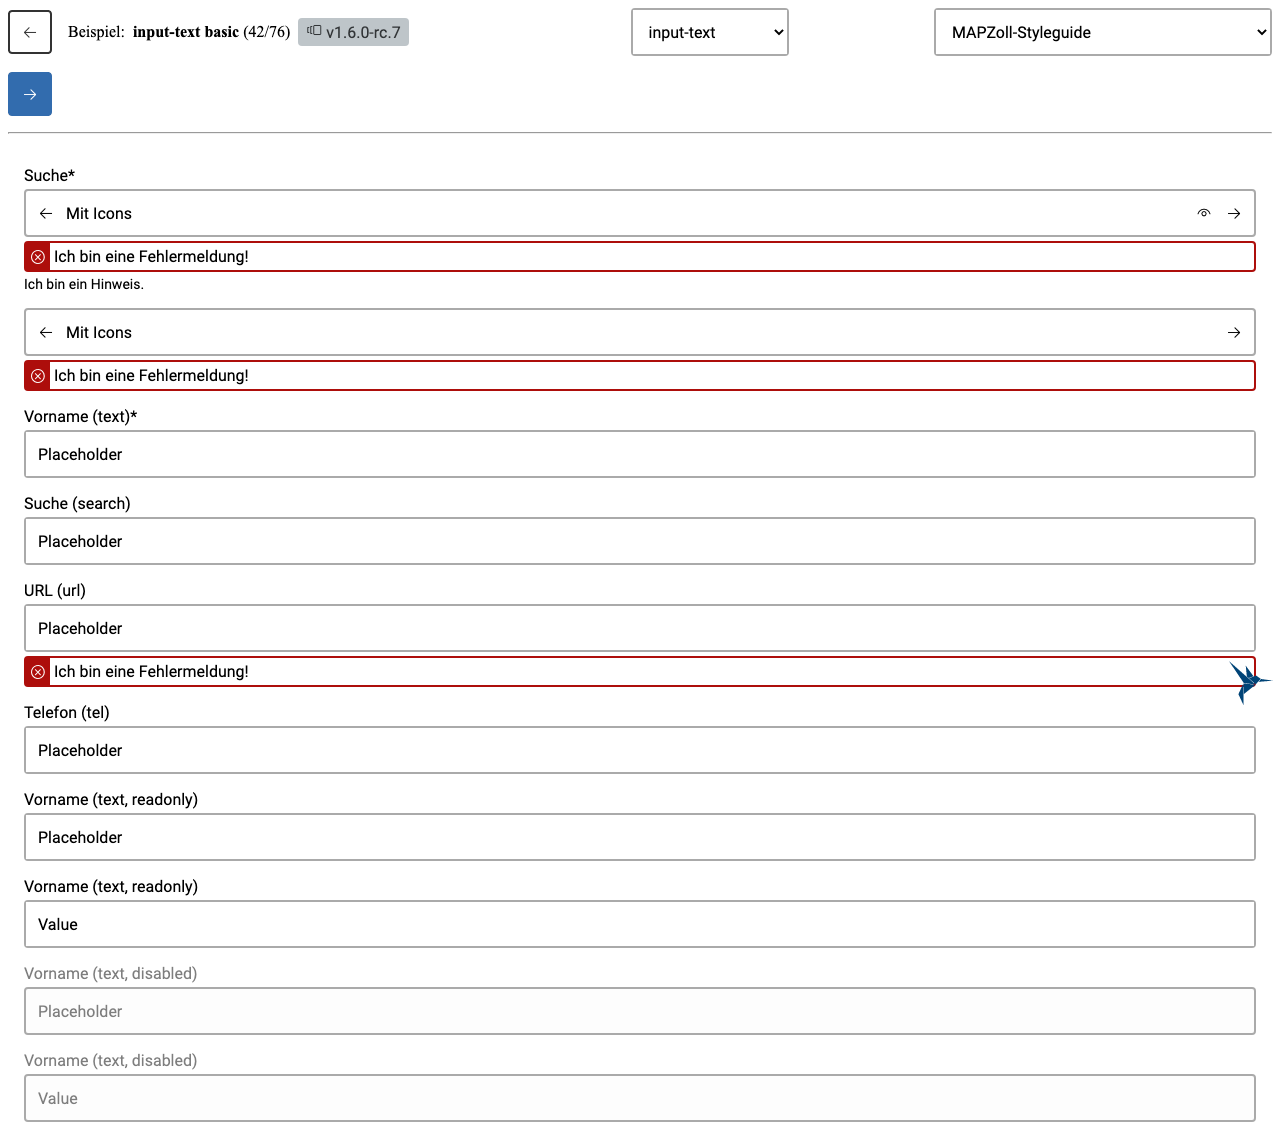 Beispiel: input-text basic (42/76) v1.6.0-rc.7 input-text MAPZoll-Styleguide
Suche*
Mit Icons
Ich bin eine Fehlermeldung!
Ich bin ein Hinweis.
Mit Icons
Ich bin eine Fehlermeldung!
Vorname (text)*
Placeholder
Suche (search)
Placeholder
URL (url)
Placeholder
Ich bin eine Fehlermeldung!
Telefon (tel)
Placeholder
Vorname (text, readonly)
Placeholder
Vorname (text, readonly)
Value
Vorname (text, disabled)
Placeholder
Vorname (text, disabled)
Value